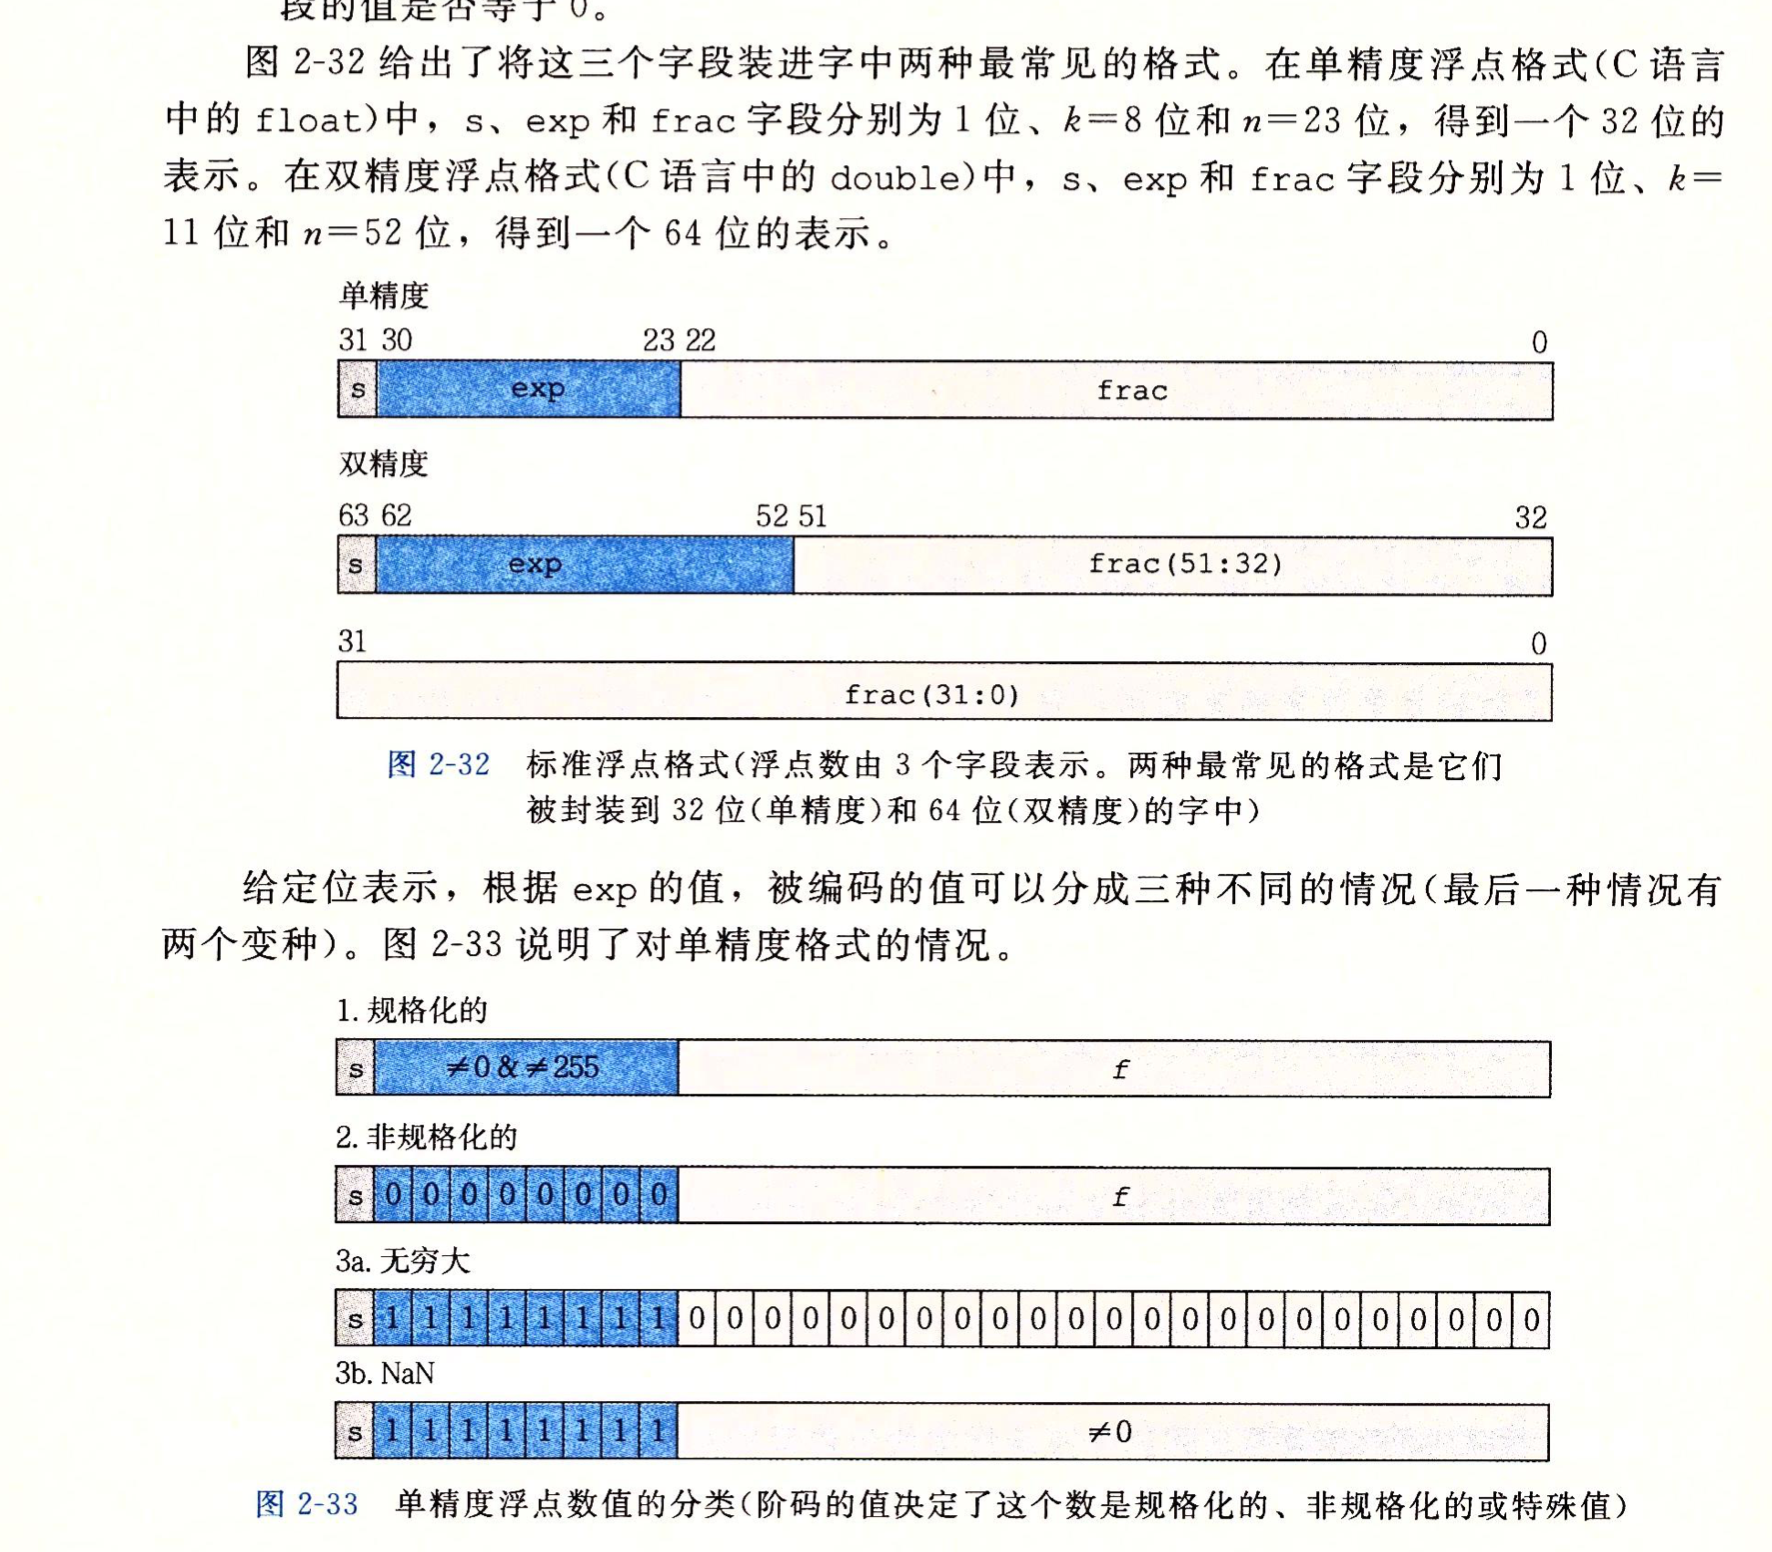 段的值是否等于 0。
图 2-32 给出了将这三个字段装进字中两种最常见的格式。在单精度浮点格式(C 语言
中的 float)中，s、exp 和 frac 字段分别为 1 位、k=8 位和 n=23 位，得到一个 32 位的
表示。在双精度浮点格式(C 语言中的 double)中，s、exp 和 frac 字段分别为 1 位、k=
11 位和 n=52 位，得到一个 64 位的表示。
单精度
31 30 23 22 0
s exp frac
双精度
63 62 52 51 32
s exp frac(51:32)
31 0
frac(31:0)
图 2-32 标准浮点格式(浮点数由 3 个字段表示。两种最常见的格式是它们
被封装到 32 位(单精度)和 64 位(双精度)的字中)
给定位表示，根据 exp 的值，被编码的值可以分成三种不同的情况(最后一种情况有
两个变种)。图 2-33 说明了对单精度格式的情况。
1. 规格化的
s ≠0&≠255 f
2. 非规格化的
s 0 0 0 0 0 0 0 0 f
3a. 无穷大
s 1 1 1 1 1 1 1 1 0 0 0 0 0 0 0 0 0 0 0 0 0 0 0 0 0 0 0 0 0 0 0
3b. NaN
s 1 1 1 1 1 1 1 1 ≠0
图 2-33 单精度浮点数值的分类(阶码的值决定了这个数是规格化的、非规格化的或特殊值)